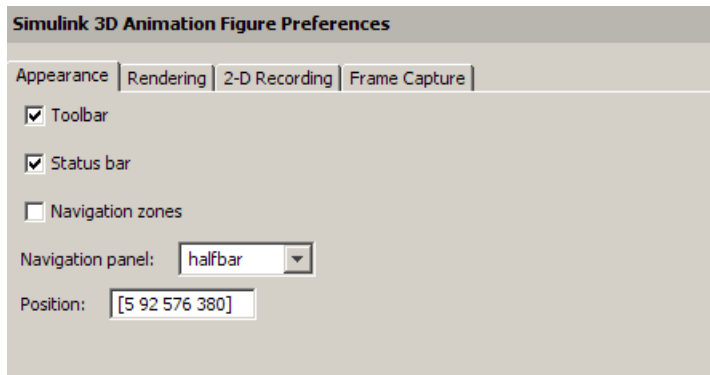 Simulink 3D Animation Figure Preferences
Appearance Rendering 2-D Recording Frame Capture
Toolbar
Status bar
Navigation zones
Navigation panel: halfbar
Position: [5 92 576 380]